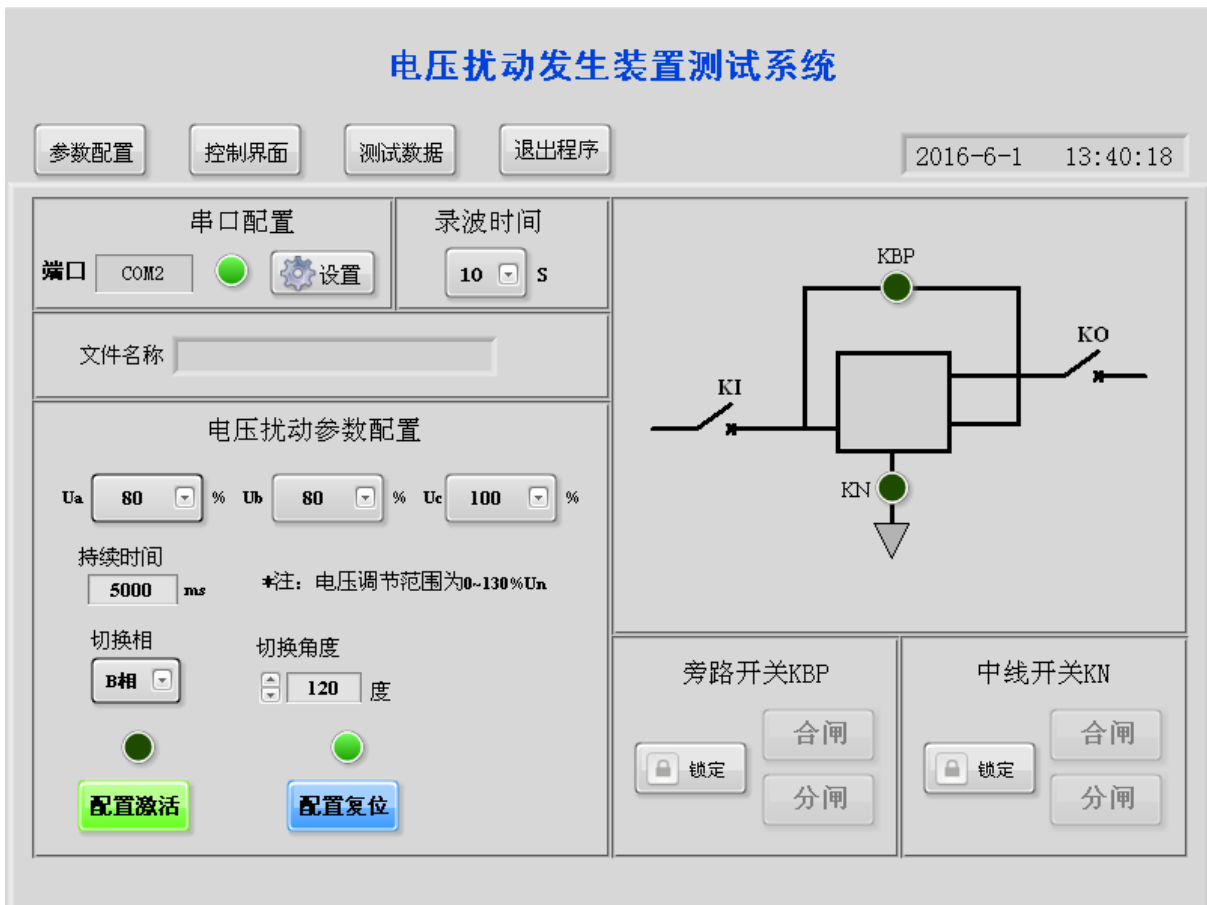 电压扰动发生装置测试系统
参数配置 控制界面 测试数据 退出程序 2016-6-1 13:40:18
串口配置 录波时间
端口 COM2 设置 10 S
文件名称
电压扰动参数配置
Ua 80 % Ub 80 % Uc 100 %
持续时间
5000 ms *注：电压调节范围为0~130%Un
切换相 切换角度
B相 120 度
配置激活 配置复位
KBP
KO
KI
KN
旁路开关KBP 中线开关KN
锁定 合闸 锁定 合闸
分闸 分闸